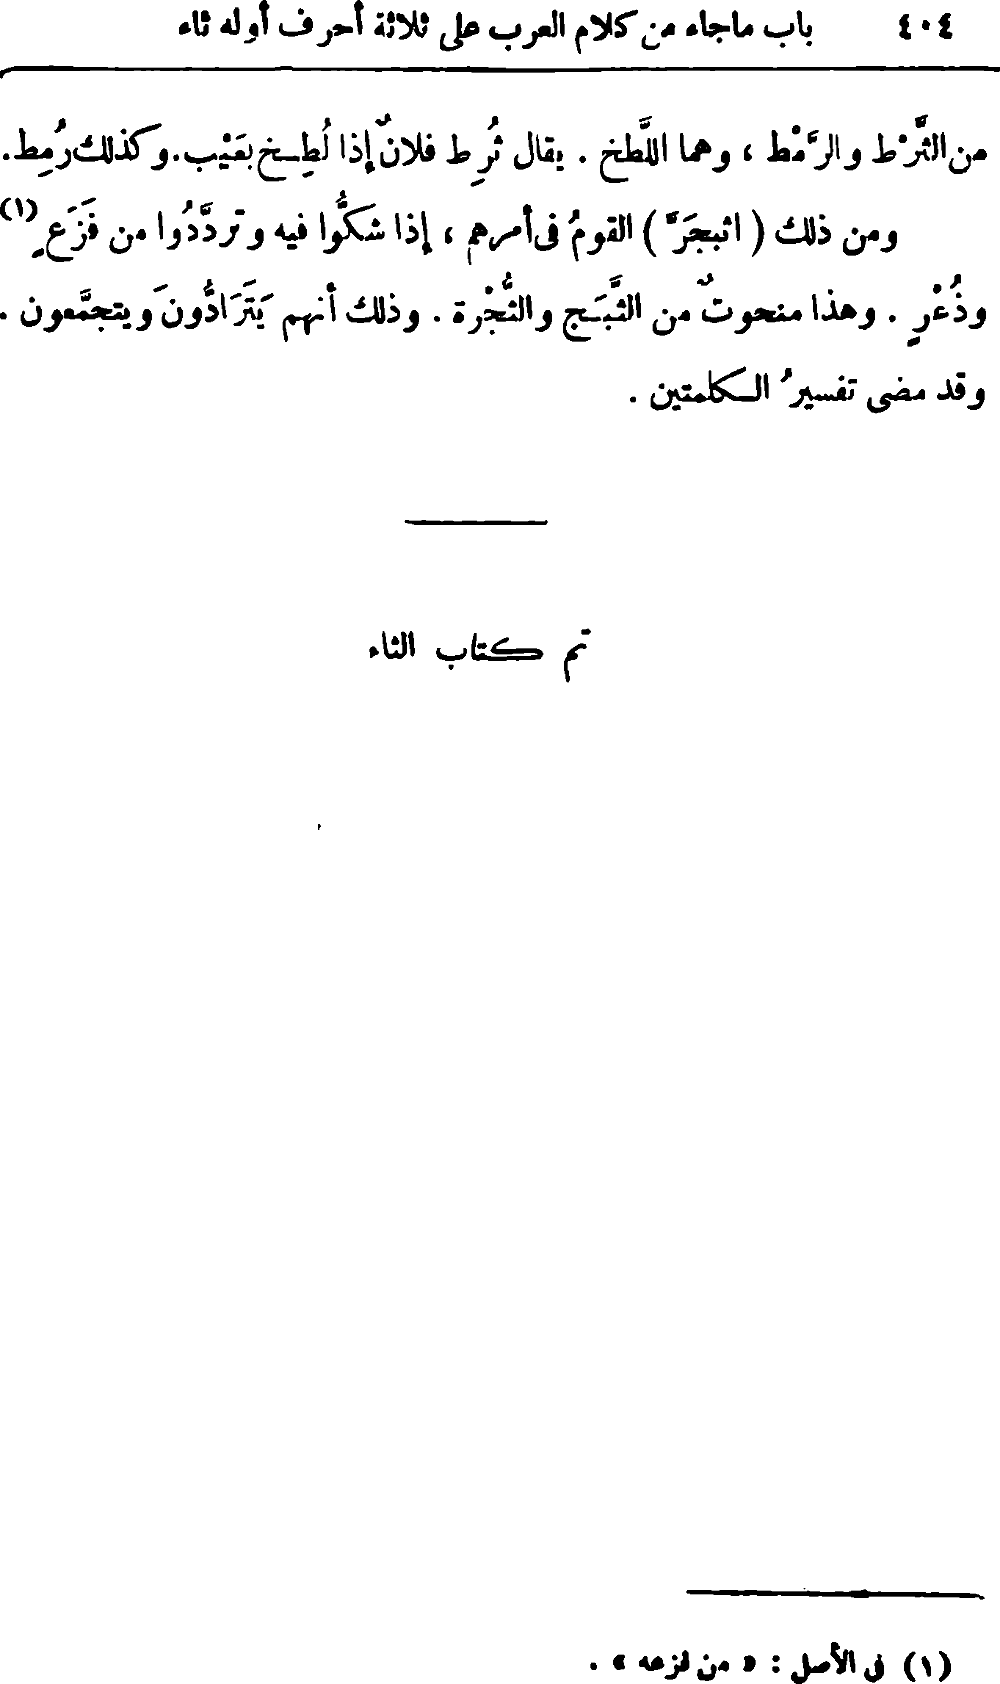 ٤٠٤ باب ماجاء من كلام العرب على ثلاثة أحرف أوله ثاء
من الثَّرْط والرَّمْط ، وهما اللَّطخ . يقال ثُرِط فلانٌ إذا لُطِخ بعَيْب. وكذلك رُمِط.
ومن ذلك ( اثبجَرَّ ) القومُ فى أمرهم ، إذا شكُّوا فيه وتردَّدُوا من فَزَعٍ (١)
وذُعْرٍ . وهذا منحوتٌ من الثَّبَج والثُّجْرة . وذلك أنهم يَتَرَادُّونَ ويتجمَّعون .
وقد مضى تفسيرُ الكلمتين .
تم كتاب الثاء
(١) فى الأصل : « من فزعه » .